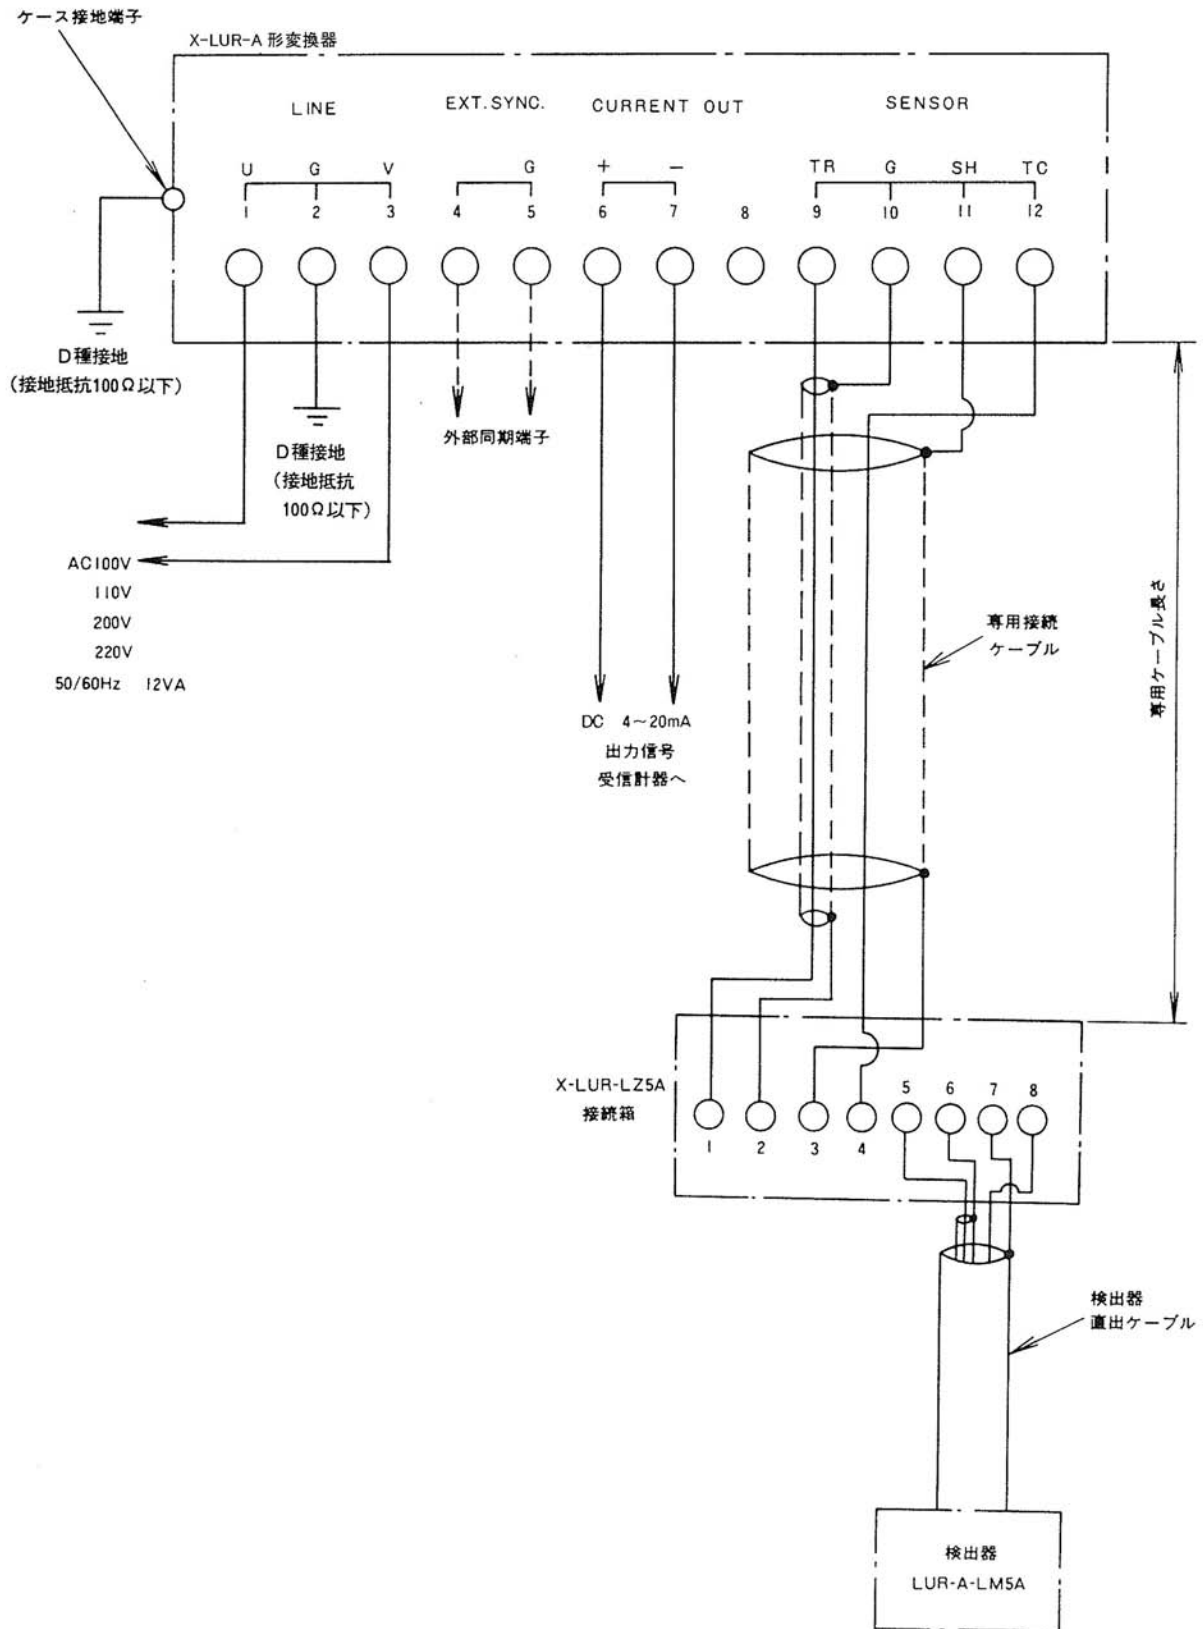 ケース接地端子
X-LUR-A 形変換器
LINE EXT.SYNC. CURRENT OUT SENSOR
U G V G + − TR G SH TC
1 2 3 4 5 6 7 8 9 10 11 12
D種接地
(接地抵抗100Ω以下)
外部同期端子
D種接地
(接地抵抗
100Ω以下)
AC100V
110V
200V
220V
50/60Hz 12VA
DC 4~20mA
出力信号
受信計器へ
専用接続
ケーブル
専用ケーブル長さ
X-LUR-LZ5A
接続箱
5 6 7 8
1 2 3 4
検出器
直出ケーブル
検出器
LUR-A-LM5A